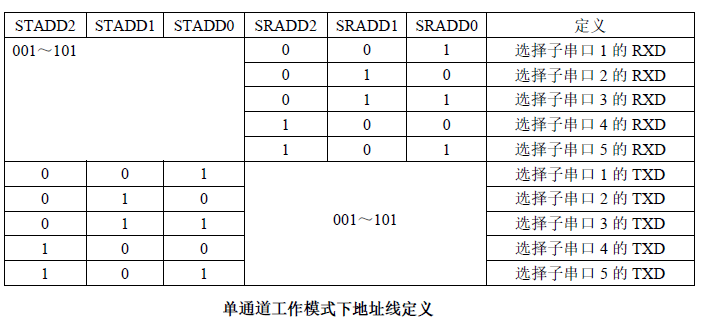 STADD2 STADD1 STADD0 SRADD2 SRADD1 SRADD0 定义
001～101 0 0 1 选择子串口 1 的 RXD
0 1 0 选择子串口 2 的 RXD
0 1 1 选择子串口 3 的 RXD
1 0 0 选择子串口 4 的 RXD
1 0 1 选择子串口 5 的 RXD
0 0 1 选择子串口 1 的 TXD
0 1 0 选择子串口 2 的 TXD
0 1 1 001～101 选择子串口 3 的 TXD
1 0 0 选择子串口 4 的 TXD
1 0 1 选择子串口 5 的 TXD
单通道工作模式下地址线定义